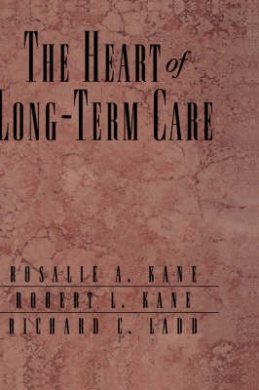 THE HEART of
LONG-TERM CARE
ROSALIE A. KANE
ROBERT L. KANE
RICHARD C. LADD